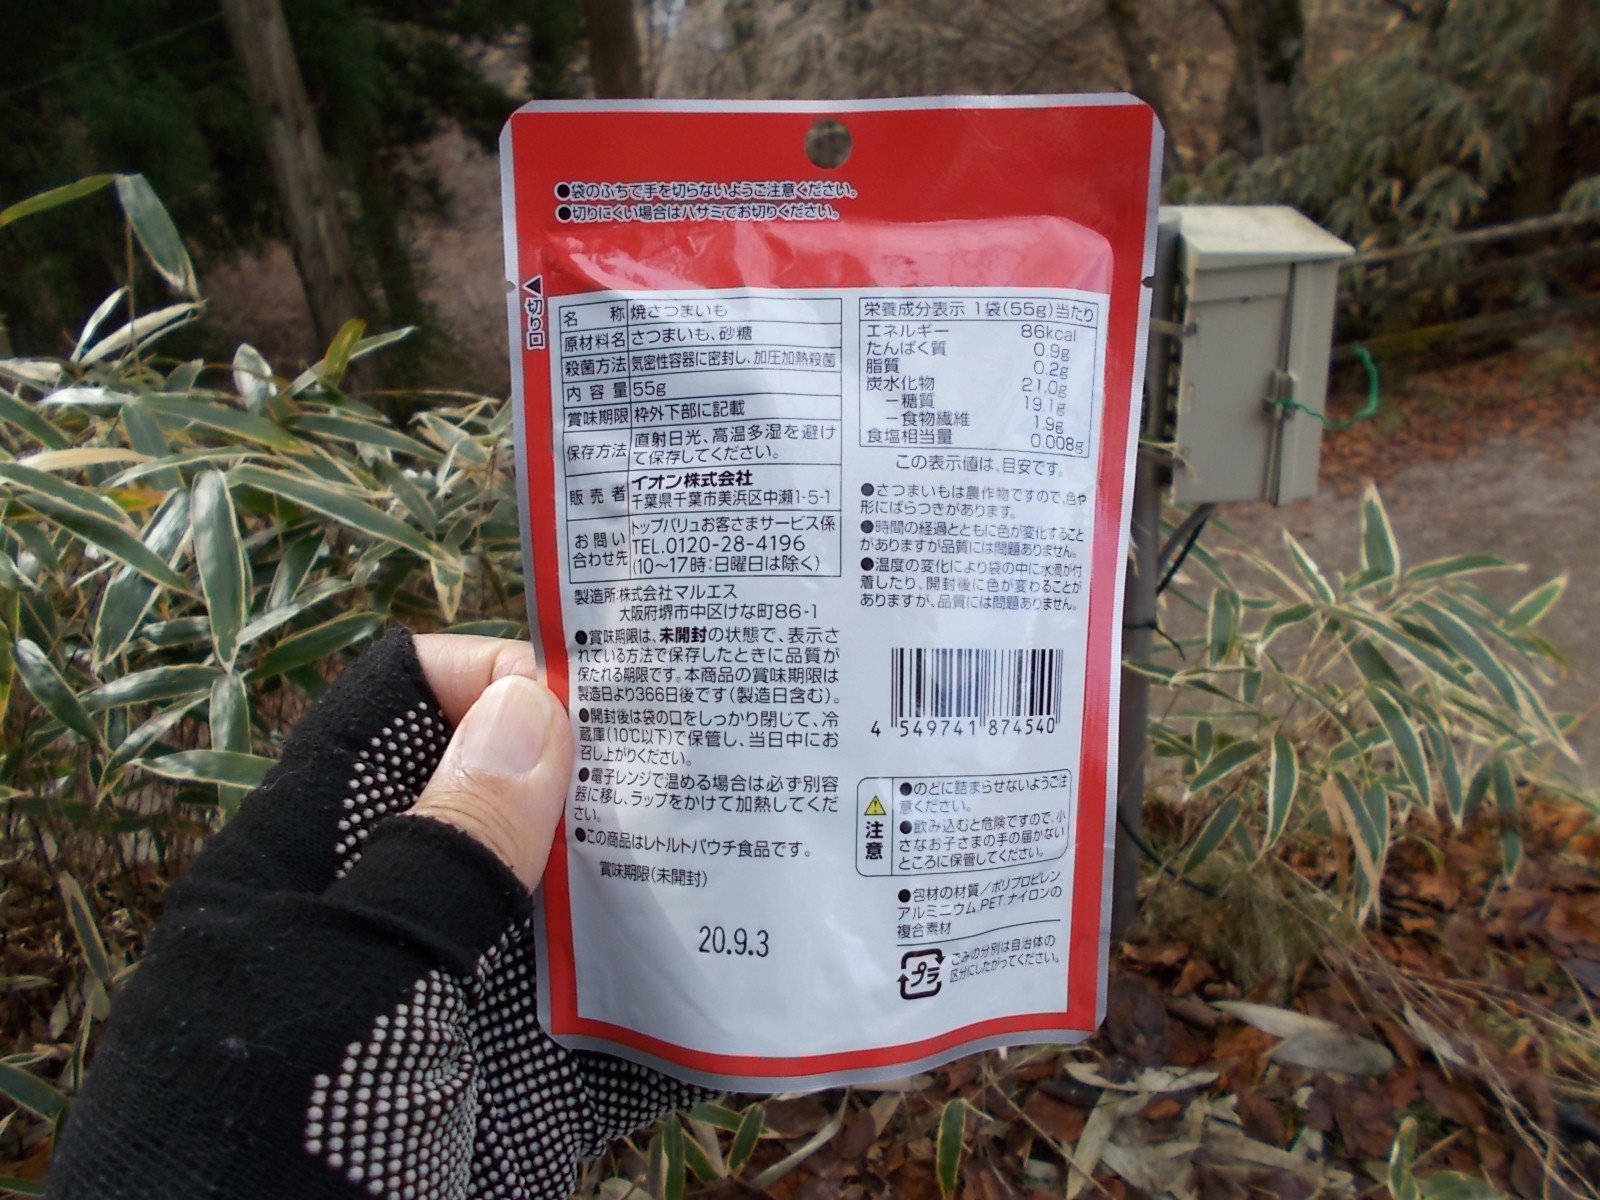 ●袋のふちで手を切らないようご注意ください。
●切りにくい場合はハサミでお切りください。
◀切り口
名 称 焼さつまいも
原材料名 さつまいも、砂糖
殺菌方法 気密性容器に密封し、加圧加熱殺菌
内容量 55g
賞味期限 枠外下部に記載
保存方法 直射日光、高温多湿を避け
て保存してください。
販売者 イオン株式会社
千葉県千葉市美浜区中瀬1-5-1
お問い合わせ先 トップバリュお客さまサービス係
TEL.0120-28-4196
(10〜17時:日曜日は除く)
製造所:株式会社マルエス
大阪府堺市中区けな町86-1
●賞味期限は、未開封の状態で、表示さ
れている方法で保存したときに品質が
保たれる期限です。本商品の賞味期限は
製造日より366日後です(製造日含む)。
●開封後は袋の口をしっかり閉じて、冷
蔵庫(10℃以下)で保管し、当日中にお
召し上がりください。
●電子レンジで温める場合は必ず別容
器に移し、ラップをかけて加熱してくだ
さい。
●この商品はレトルトパウチ食品です。
賞味期限(未開封)
20.9.3
栄養成分表示 1袋(55g)当たり
エネルギー 86kcal
たんぱく質 0.9g
脂質 0.2g
炭水化物 21.0g
－糖質 19.1g
－食物繊維 1.9g
食塩相当量 0.008g
この表示値は、目安です。
●さつまいもは農作物ですので、色や
形にばらつきがあります。
●時間の経過とともに色が変化すること
がありますが品質には問題ありません。
●温度の変化により袋の中に水滴が付
着したり、開封後に色が変わることが
ありますが、品質には問題ありません。
4 549741 874540
注意
●のどに詰まらせないようご注
意ください。
●飲み込むと危険ですので、小
さなお子さまの手の届かない
ところに保管してください。
●包材の材質／ポリプロピレン、
アルミニウム、PET、ナイロンの
複合素材
プラ
ごみの分別は自治体の
区分にしたがってください。